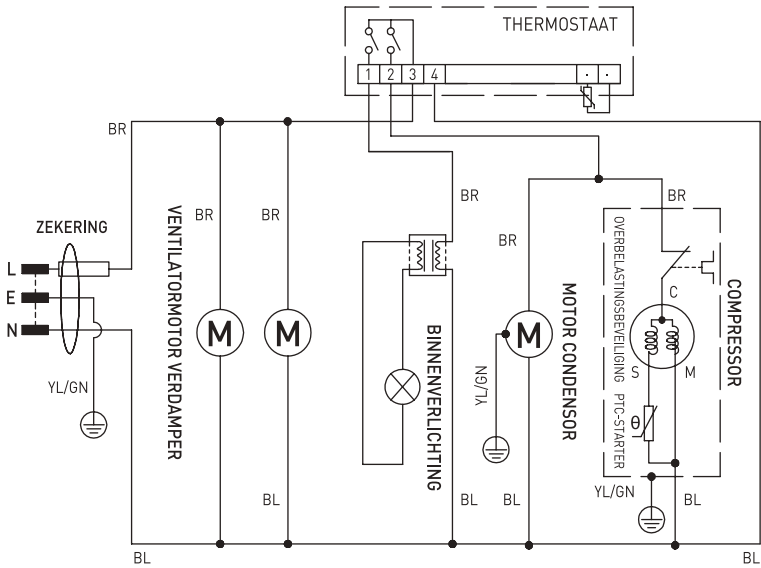 THERMOSTAAT
1 2 3 4
BR
ZEKERING
L
E
N
YL/GN
VENTILATORMOTOR VERDAMPER
BR
BR
M
M
BL
BL
BR
BINNENVERLICHTING
BL
BR
M
YL/GN
MOTOR CONDENSOR
BL
BR
OVERBELASTINGSBEVEILIGING
PTC-STARTER
COMPRESSOR
C
S
M
θ
YL/GN
BL
BL